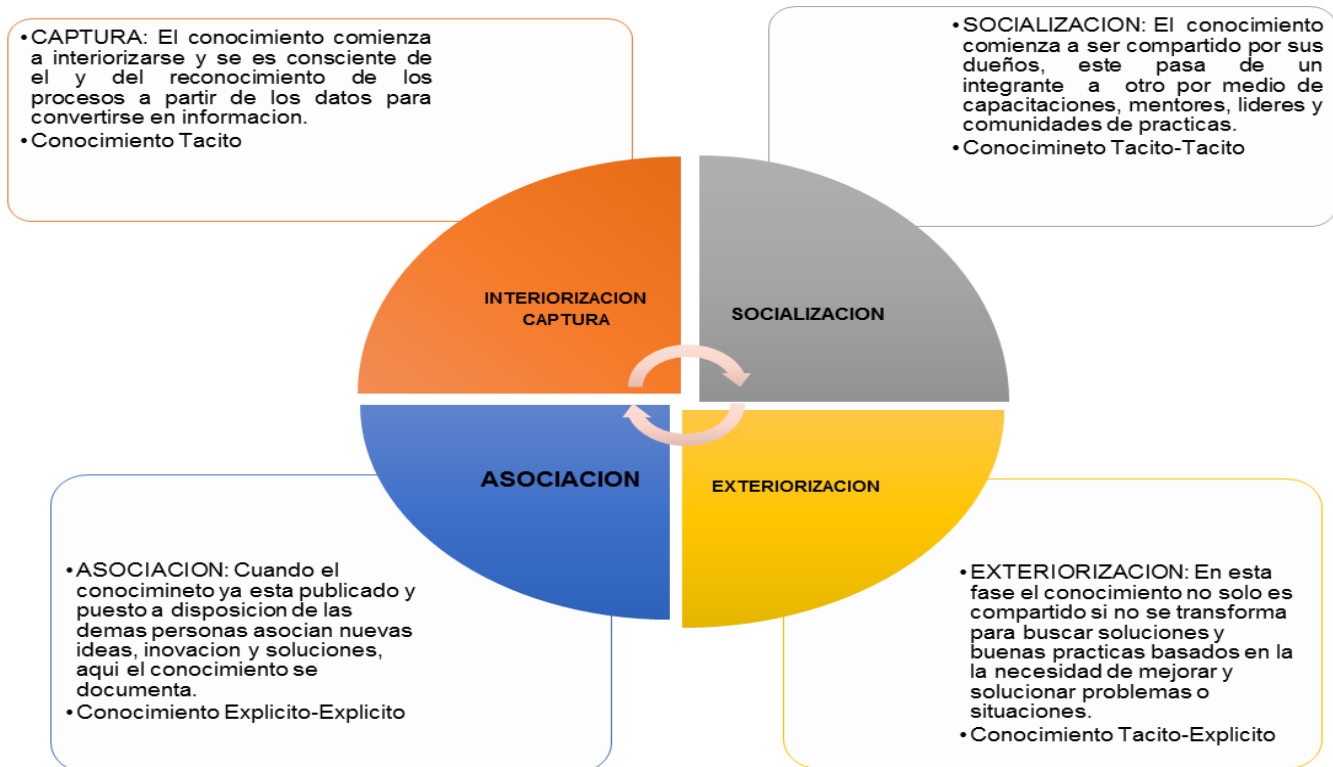 •CAPTURA: El conocimiento comienza
a interiorizarse y se es consciente de
el y del reconocimiento de los
procesos a partir de los datos para
convertirse en informacion.
•Conocimiento Tacito
•SOCIALIZACION: El conocimiento
comienza a ser compartido por sus
dueños, este pasa de un
integrante a otro por medio de
capacitaciones, mentores, lideres y
comunidades de practicas.
•Conocimineto Tacito-Tacito
INTERIORIZACION
CAPTURA
SOCIALIZACION
ASOCIACION
EXTERIORIZACION
•ASOCIACION: Cuando el
conocimineto ya esta publicado y
puesto a disposicion de las
demas personas asocian nuevas
ideas, inovacion y soluciones,
aqui el conocimiento se
documenta.
•Conocimiento Explicito-Explicito
•EXTERIORIZACION: En esta
fase el conocimiento no solo es
compartido si no se transforma
para buscar soluciones y
buenas practicas basados en la
la necesidad de mejorar y
solucionar problemas o
situaciones.
•Conocimiento Tacito-Explicito